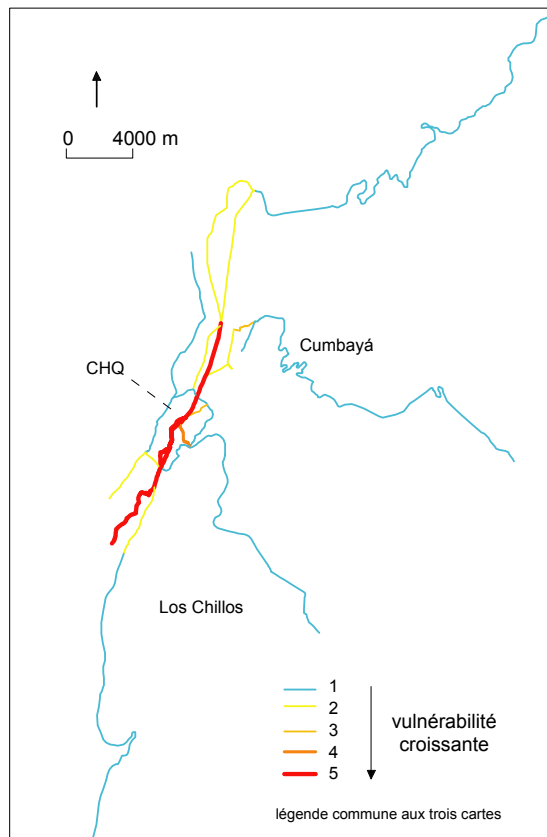 0 4000 m
Cumbayá
CHQ
Los Chillos
1
2
3
4
5
vulnérabilité
croissante
légende commune aux trois cartes